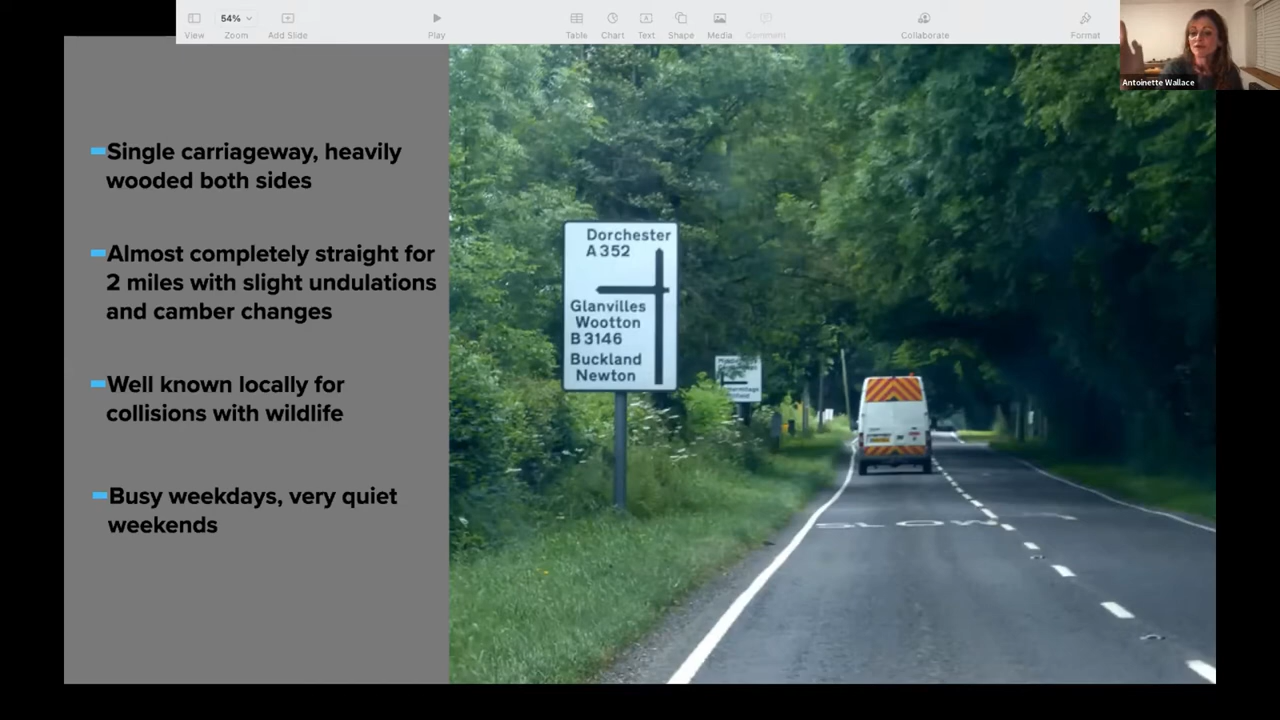 54%
View
Zoom
Add Slide
Play
Table
Chart
Text
Shape
Media
Comment
Collaborate
Format
Antoinette Wallace
Single carriageway, heavily
wooded both sides
Almost completely straight for
2 miles with slight undulations
and camber changes
Well known locally for
collisions with wildlife
Busy weekdays, very quiet
weekends
Dorchester
A 352
Glanvilles
Wootton
B 3146
Buckland
Newton
SLOW